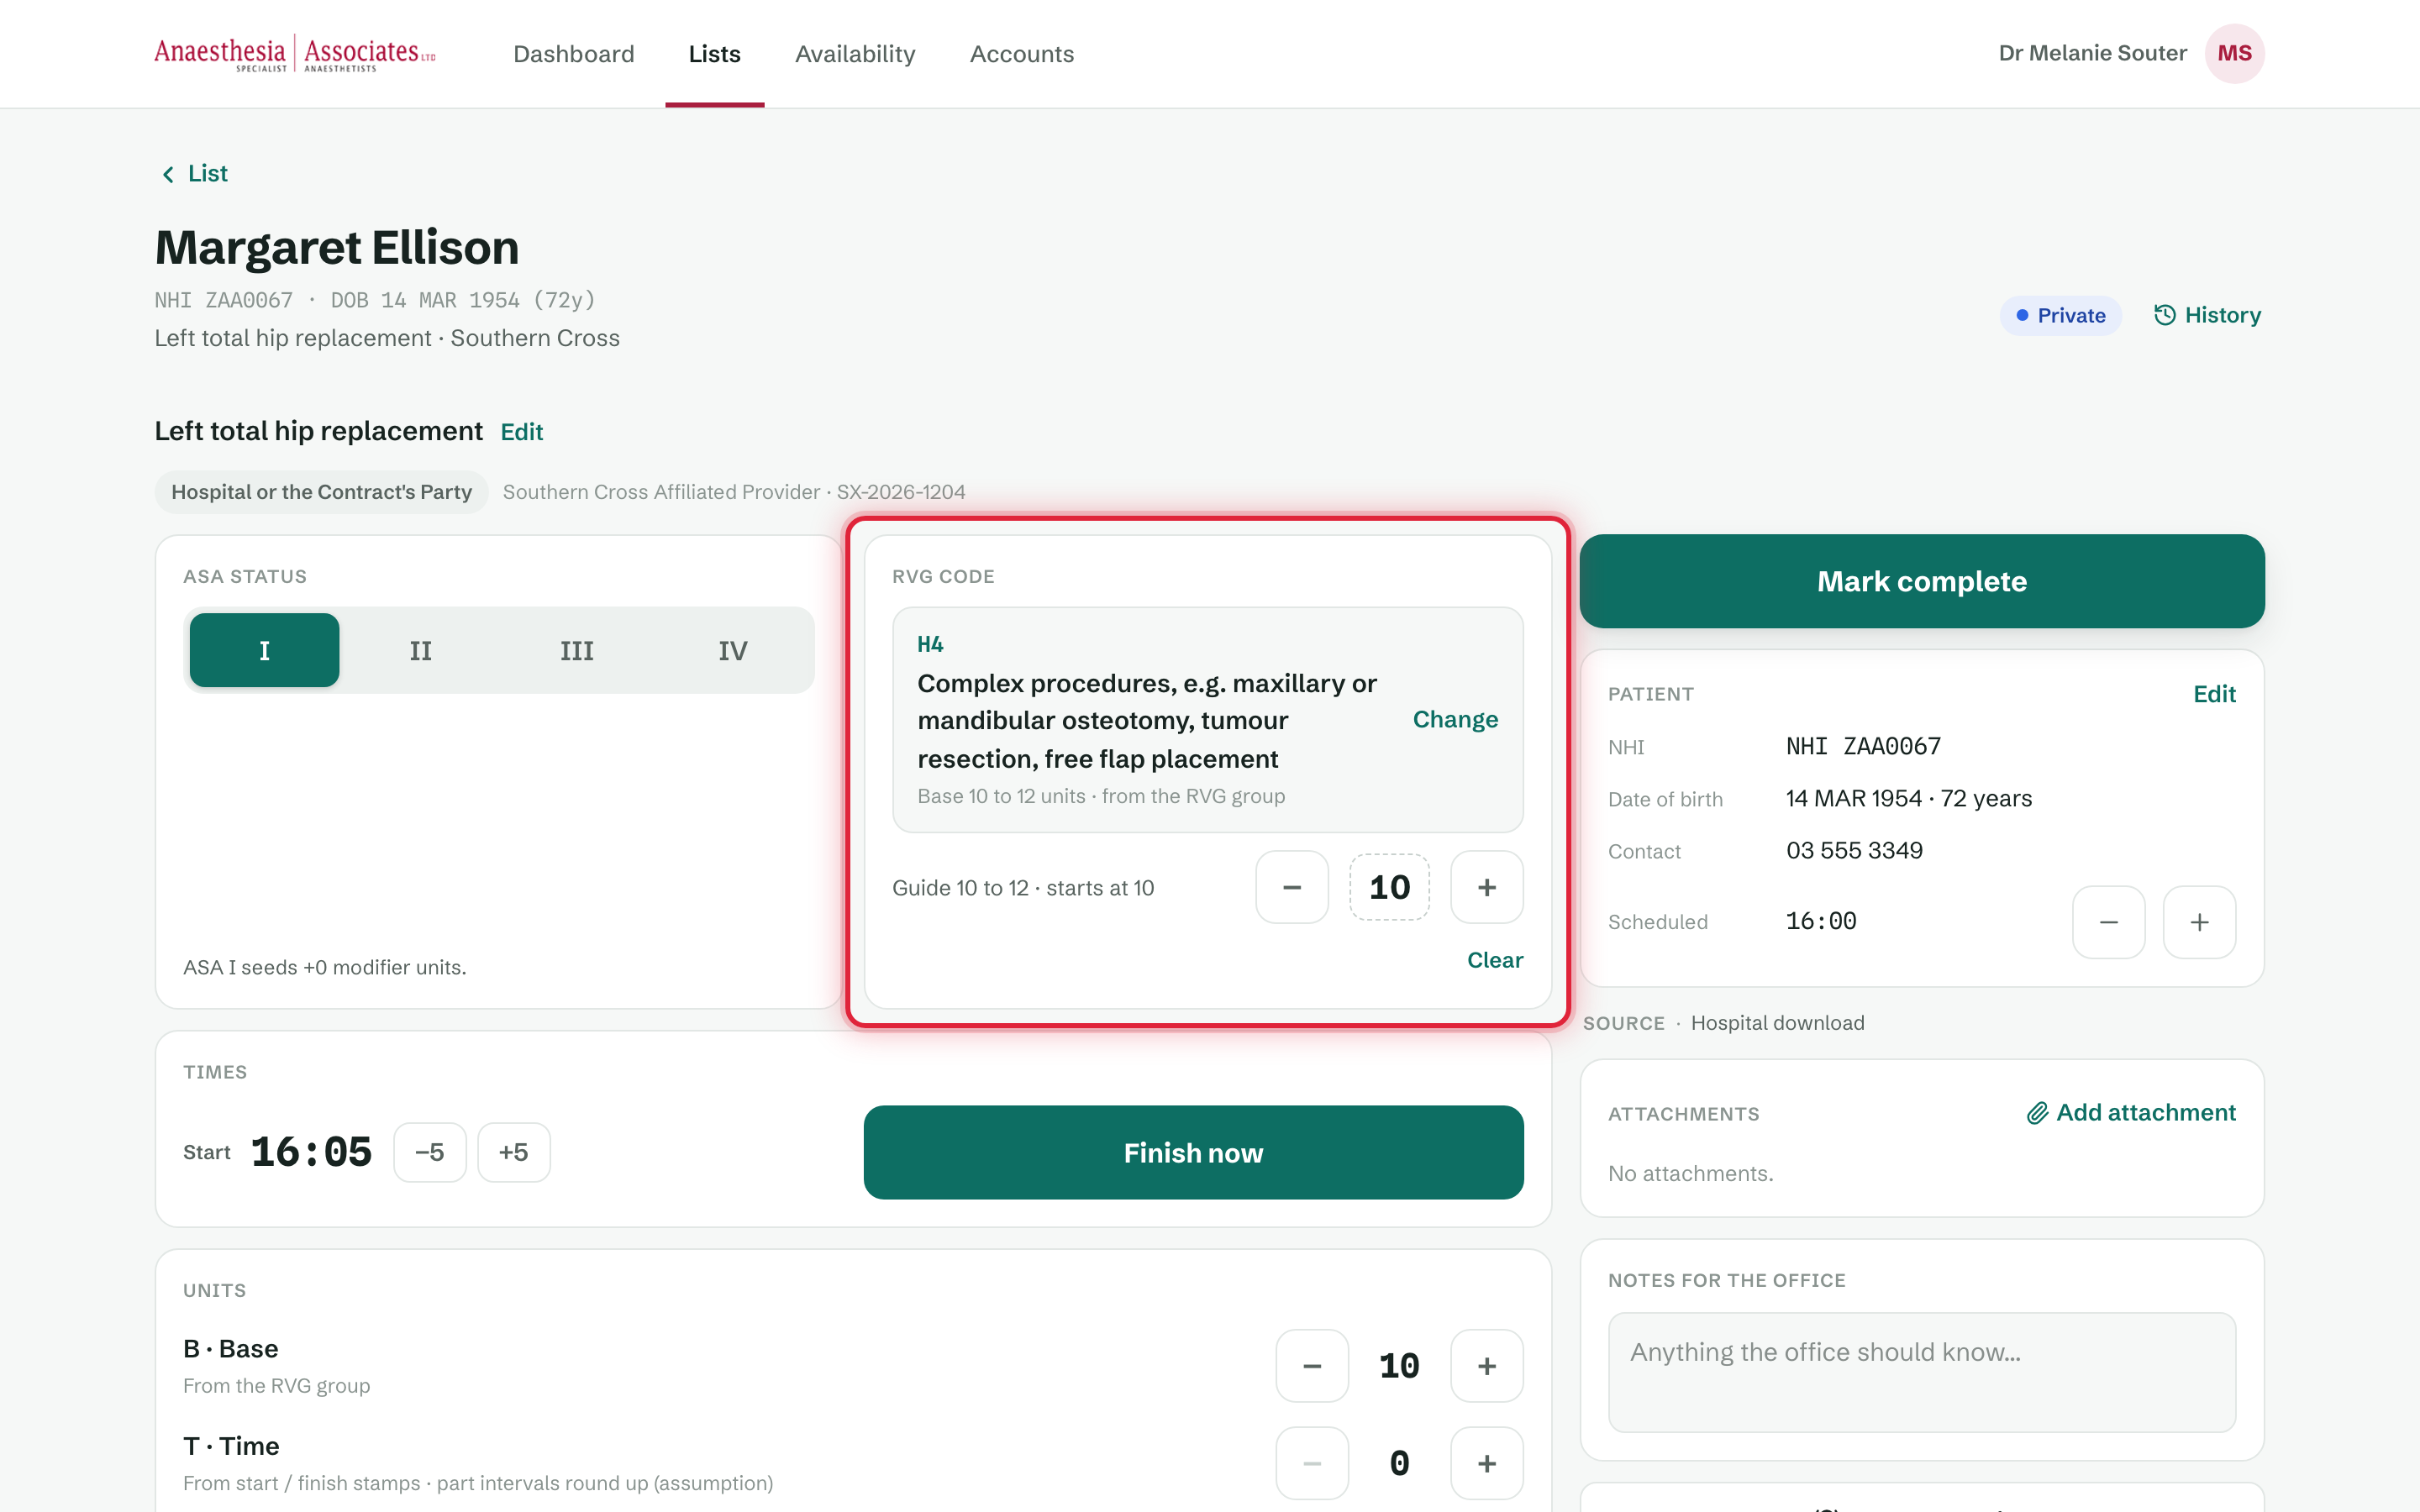 Anaesthesia | Associates LTD
SPECIALIST ANAESTHETISTS
Dashboard
Lists
Availability
Accounts
Dr Melanie Souter
MS
List
Margaret Ellison
NHI ZAA0067 · DOB 14 MAR 1954 (72y)
Left total hip replacement · Southern Cross
Private
History
Left total hip replacement Edit
Hospital or the Contract's Party Southern Cross Affiliated Provider · SX-2026-1204
ASA STATUS
I II III IV
ASA I seeds +0 modifier units.
RVG CODE
H4
Complex procedures, e.g. maxillary or
mandibular osteotomy, tumour
resection, free flap placement
Change
Base 10 to 12 units · from the RVG group
Guide 10 to 12 · starts at 10
− 10 +
Clear
Mark complete
PATIENT
Edit
NHI NHI ZAA0067
Date of birth 14 MAR 1954 · 72 years
Contact 03 555 3349
Scheduled 16:00 − +
SOURCE · Hospital download
TIMES
Start 16:05 −5 +5
Finish now
ATTACHMENTS
Add attachment
No attachments.
UNITS
B · Base
From the RVG group
− 10 +
T · Time
From start / finish stamps · part intervals round up (assumption)
− 0 +
NOTES FOR THE OFFICE
Anything the office should know…